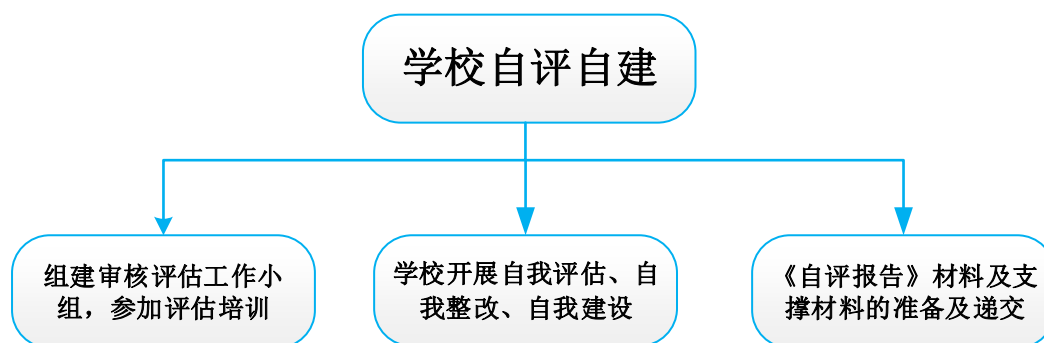 学校自评自建
组建审核评估工作小
组，参加评估培训
学校开展自我评估、自
我整改、自我建设
《自评报告》材料及支
撑材料的准备及递交